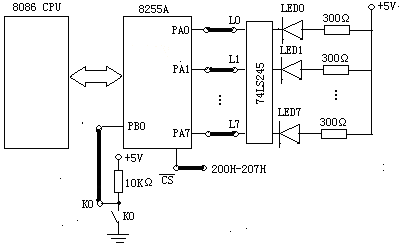 8086 CPU
8255A
LED0
PA0
L0
300Ω
+5V
LED1
PA1
L1
300Ω
74LS245
...
...
LED7
PB0
PA7
L7
300Ω
+5V
10KΩ
CS
200H-207H
K0
K0